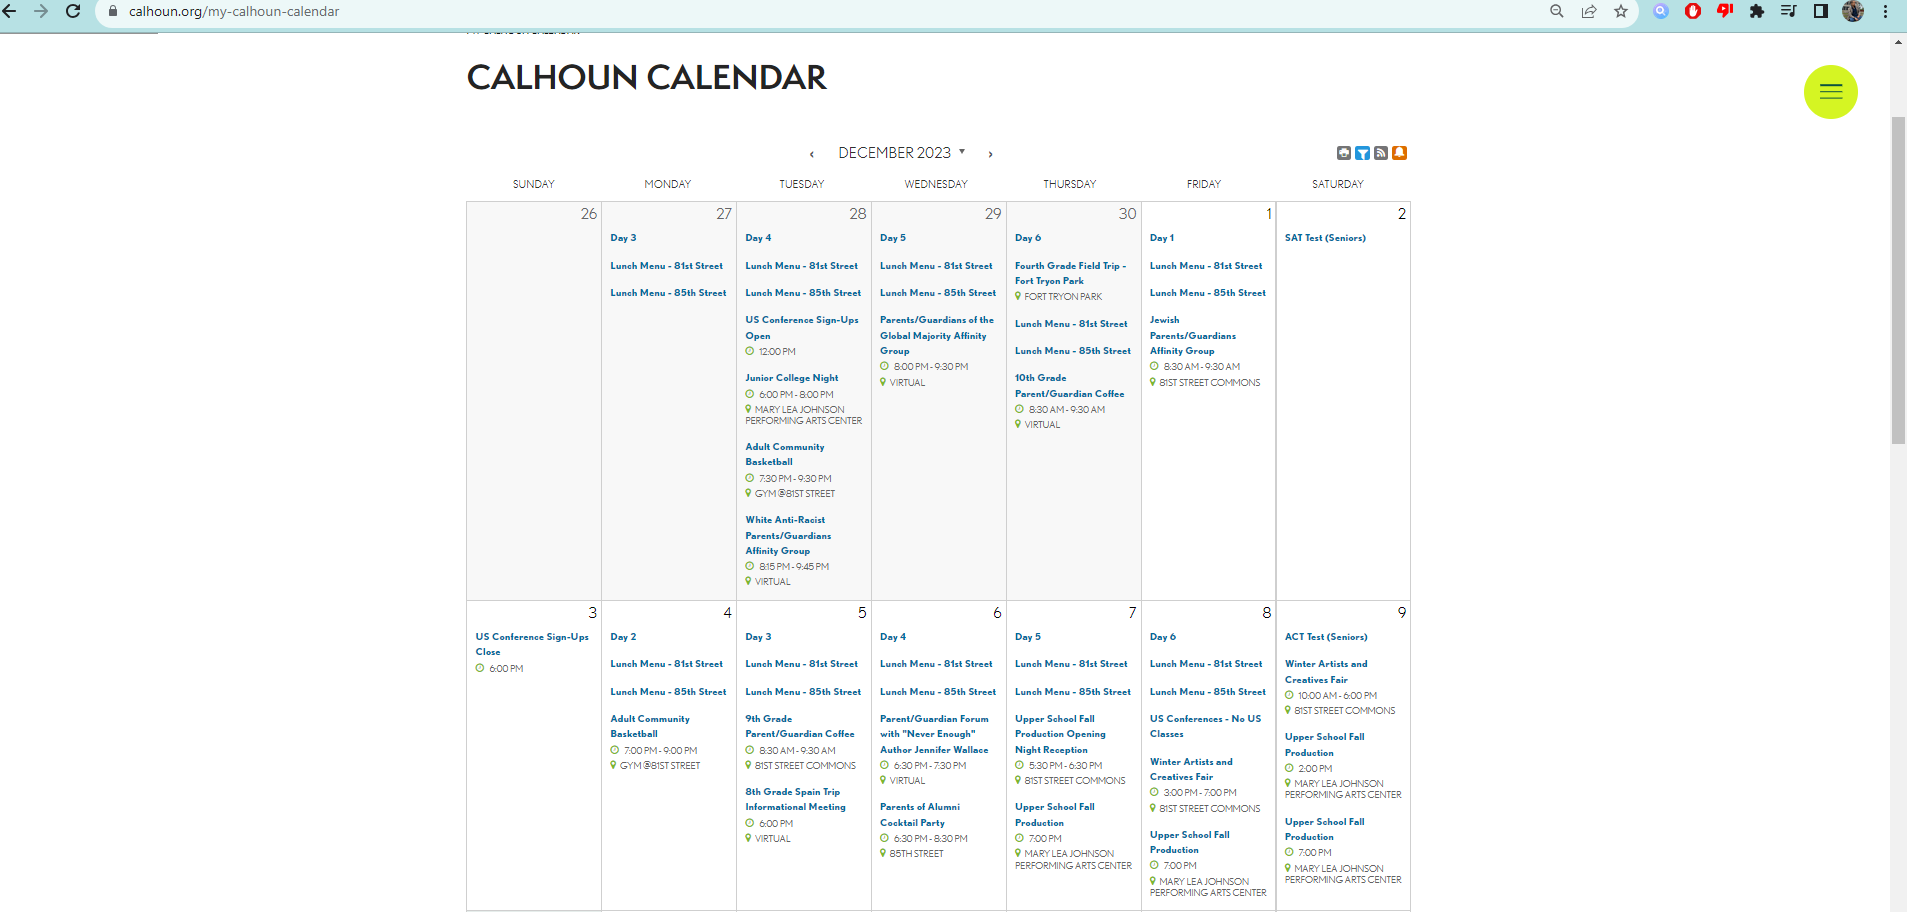 calhoun.org/my-calhoun-calendar
CALHOUN CALENDAR
DECEMBER 2023
SUNDAY
MONDAY
TUESDAY
WEDNESDAY
THURSDAY
FRIDAY
SATURDAY
26
27
Day 3
Lunch Menu - 81st Street
Lunch Menu - 85th Street
28
Day 4
Lunch Menu - 81st Street
Lunch Menu - 85th Street
US Conference Sign-Ups
Open
12:00 PM
Junior College Night
6:00 PM - 8:00 PM
MARY LEA JOHNSON
PERFORMING ARTS CENTER
Adult Community
Basketball
7:30 PM - 9:30 PM
GYM @ 81ST STREET
White Anti-Racist
Parents/Guardians
Affinity Group
8:15 PM - 9:45 PM
VIRTUAL
29
Day 5
Lunch Menu - 81st Street
Lunch Menu - 85th Street
Parents/Guardians of the
Global Majority Affinity
Group
8:00 PM - 9:30 PM
VIRTUAL
30
Day 6
Fourth Grade Field Trip -
Fort Tryon Park
FORT TRYON PARK
Lunch Menu - 81st Street
Lunch Menu - 85th Street
10th Grade
Parent/Guardian Coffee
8:30 AM - 9:30 AM
VIRTUAL
1
Day 1
Lunch Menu - 81st Street
Lunch Menu - 85th Street
Jewish
Parents/Guardians
Affinity Group
8:30 AM - 9:30 AM
81ST STREET COMMONS
2
SAT Test (Seniors)
3
US Conference Sign-Ups
Close
6:00 PM
4
Day 2
Lunch Menu - 81st Street
Lunch Menu - 85th Street
Adult Community
Basketball
7:00 PM - 9:00 PM
GYM @ 81ST STREET
5
Day 3
Lunch Menu - 81st Street
Lunch Menu - 85th Street
9th Grade
Parent/Guardian Coffee
8:30 AM - 9:30 AM
81ST STREET COMMONS
8th Grade Spain Trip
Informational Meeting
6:00 PM
VIRTUAL
6
Day 4
Lunch Menu - 81st Street
Lunch Menu - 85th Street
Parent/Guardian Forum
with "Never Enough"
Author Jennifer Wallace
6:30 PM - 7:30 PM
VIRTUAL
Parents of Alumni
Cocktail Party
6:30 PM - 8:30 PM
85TH STREET
7
Day 5
Lunch Menu - 81st Street
Lunch Menu - 85th Street
Upper School Fall
Production Opening
Night Reception
5:30 PM - 6:30 PM
81ST STREET COMMONS
Upper School Fall
Production
7:00 PM
MARY LEA JOHNSON
PERFORMING ARTS CENTER
8
Day 6
Lunch Menu - 81st Street
Lunch Menu - 85th Street
US Conferences - No US
Classes
Winter Artists and
Creatives Fair
3:00 PM - 7:00 PM
81ST STREET COMMONS
Upper School Fall
Production
7:00 PM
MARY LEA JOHNSON
PERFORMING ARTS CENTER
9
ACT Test (Seniors)
Winter Artists and
Creatives Fair
10:00 AM - 6:00 PM
81ST STREET COMMONS
Upper School Fall
Production
2:00 PM
MARY LEA JOHNSON
PERFORMING ARTS CENTER
Upper School Fall
Production
7:00 PM
MARY LEA JOHNSON
PERFORMING ARTS CENTER